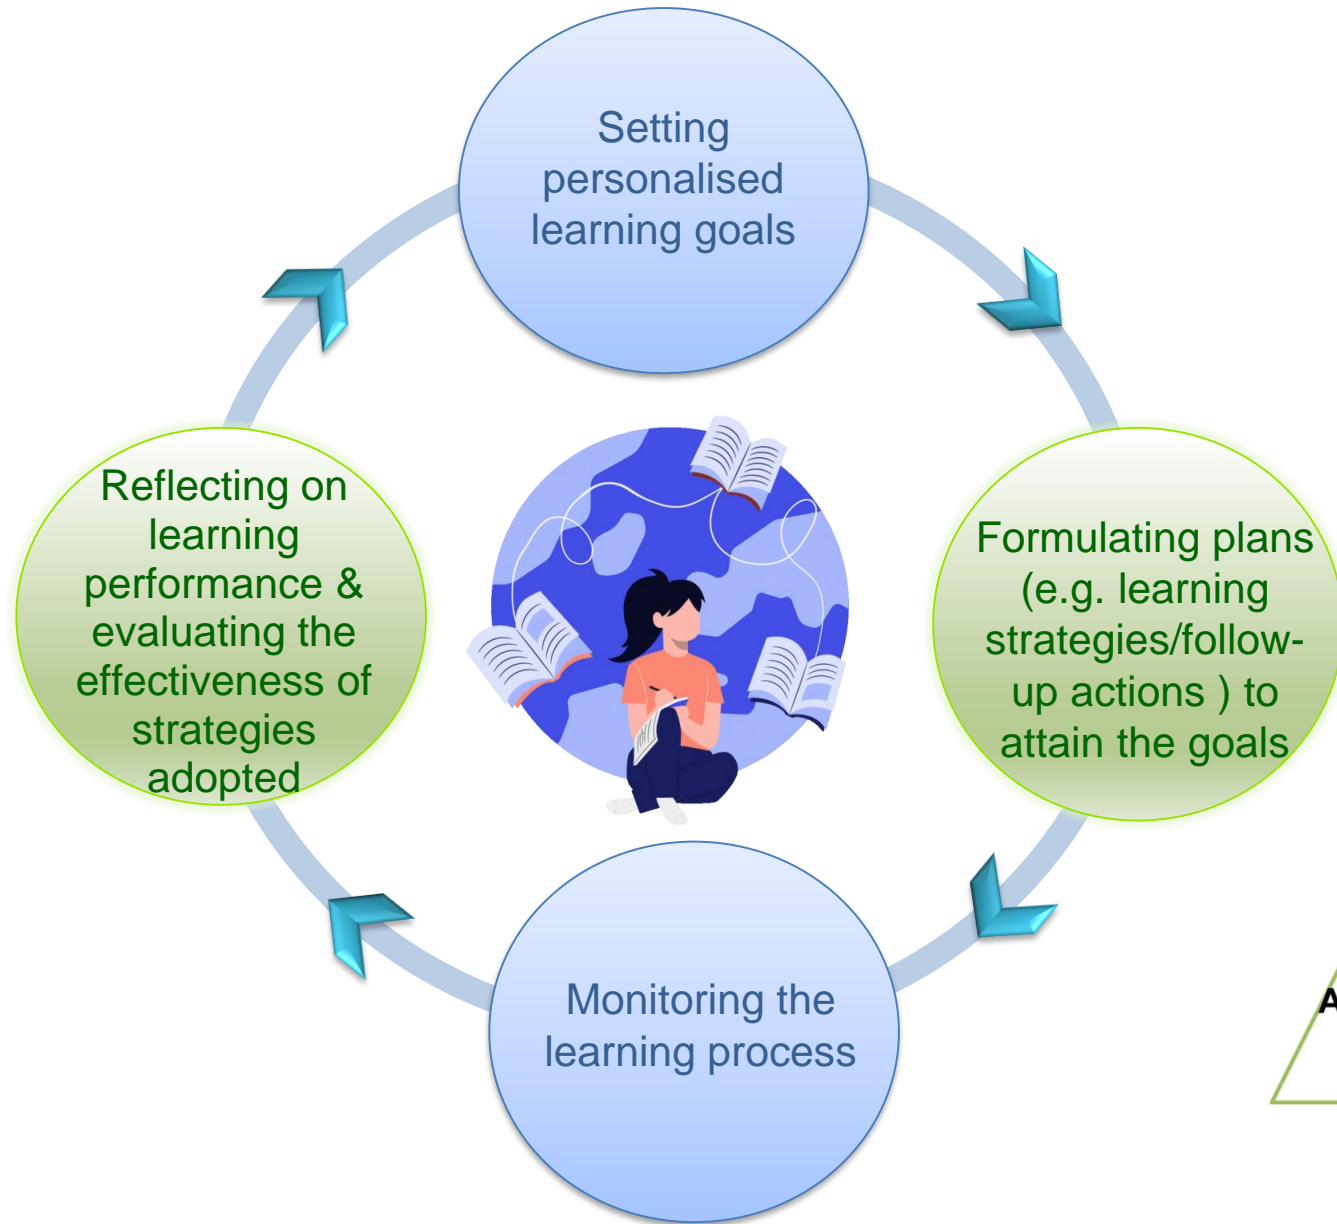 Setting
personalised
learning goals
Formulating plans
(e.g. learning
strategies/follow-
up actions ) to
attain the goals
Monitoring the
learning process
Reflecting on
learning
performance &
evaluating the
effectiveness of
strategies
adopted